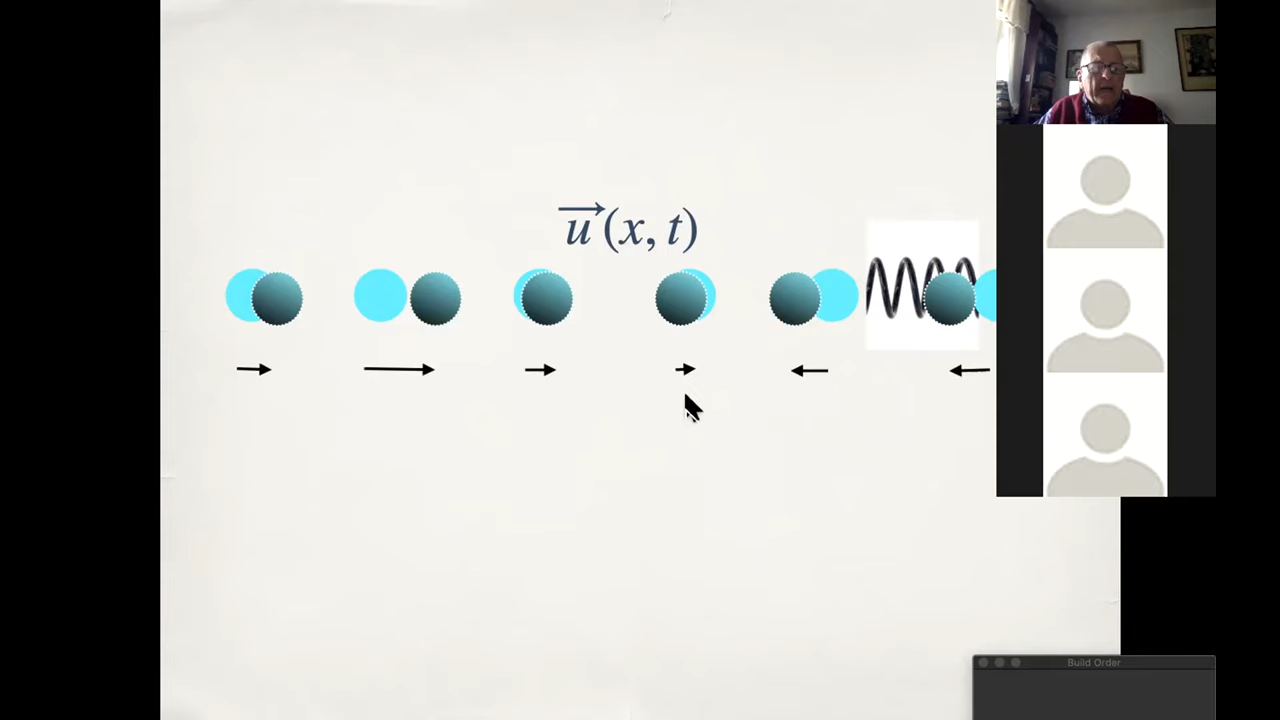 u⃗(x, t)
Build Order